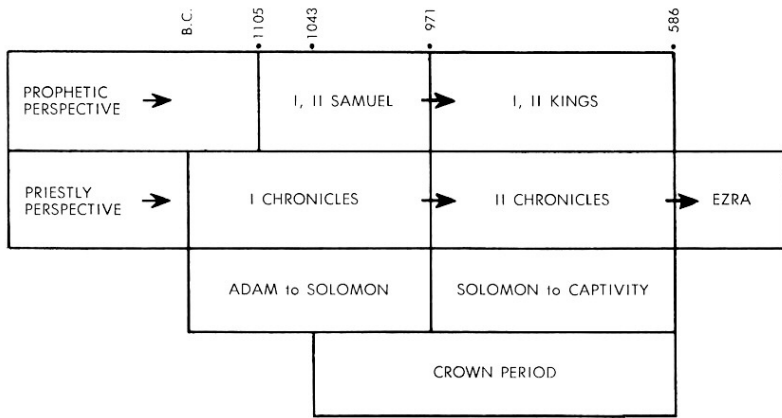 B.C.
1105
1043
971
586
PROPHETIC
PERSPECTIVE
I, II SAMUEL
I, II KINGS
PRIESTLY
PERSPECTIVE
I CHRONICLES
II CHRONICLES
EZRA
ADAM to SOLOMON
SOLOMON to CAPTIVITY
CROWN PERIOD